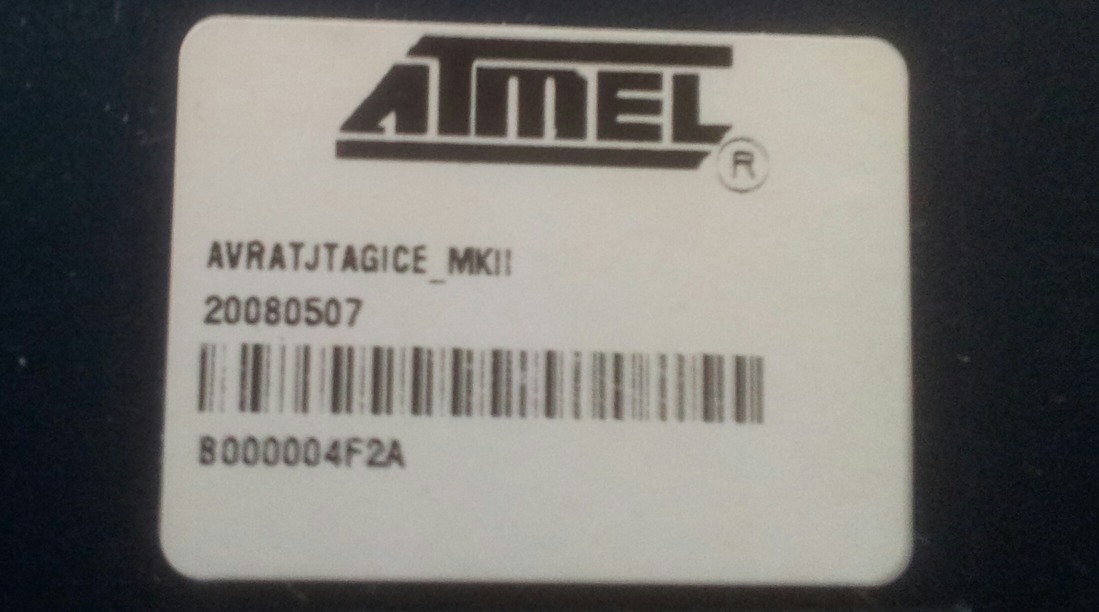 ATMEL®
AVRATJTAGICE_MKII
20080507
B000004F2A